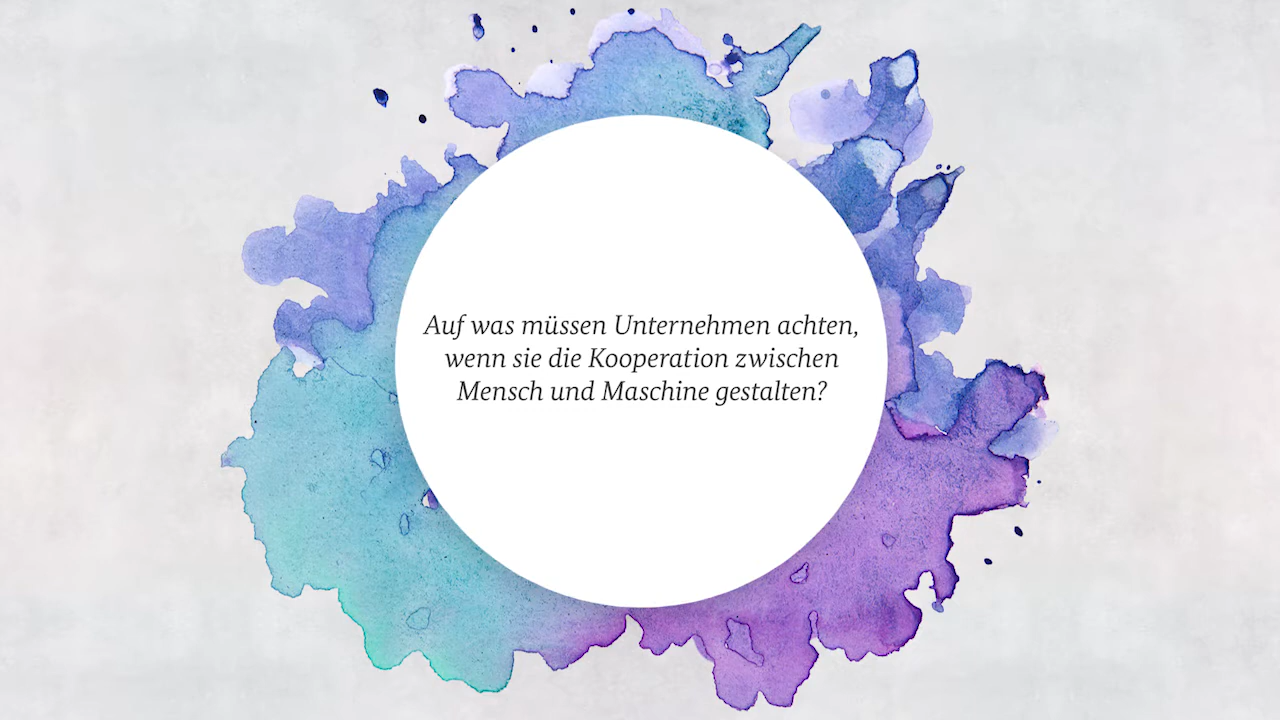 Auf was müssen Unternehmen achten,
wenn sie die Kooperation zwischen
Mensch und Maschine gestalten?